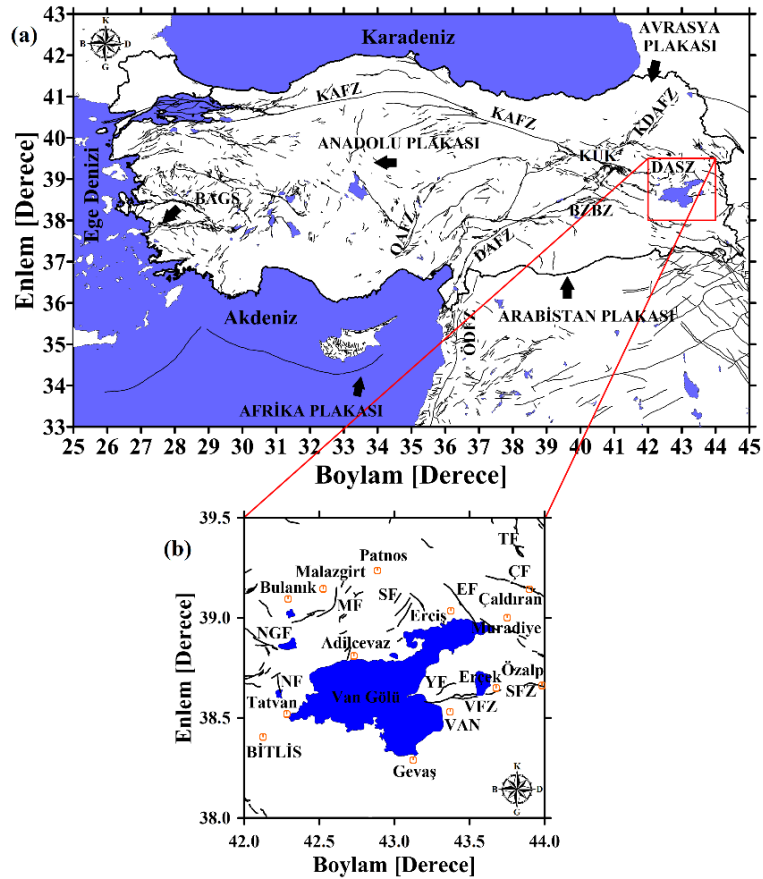 (a)
K
B
D
G
Karadeniz
AVRASYA
PLAKASI
KAFZ
KAFZ
KDAFZ
ANADOLU PLAKASI
KUK
DASZ
Ege Denizi
BAGS
OAFZ
BZBZ
DAFZ
ÖDFZ
ARABİSTAN PLAKASI
Akdeniz
AFRİKA PLAKASI
Enlem [Derece]
43
42
41
40
39
38
37
36
35
34
33
25 26 27 28 29 30 31 32 33 34 35 36 37 38 39 40 41 42 43 44 45
Boylam [Derece]
(b)
39.5
39.0
38.5
38.0
Enlem [Derece]
TF
Patnos
Malazgirt
ÇF
Bulanık
SF
EF
Çaldıran
MF
Erciş
Muradiye
NGF
Adilcevaz
Özalp
NF
YF
Erçek
SFZ
Tatvan
Van Gölü
VFZ
VAN
BİTLİS
Gevaş
K
B
D
G
42.0 42.5 43.0 43.5 44.0
Boylam [Derece]